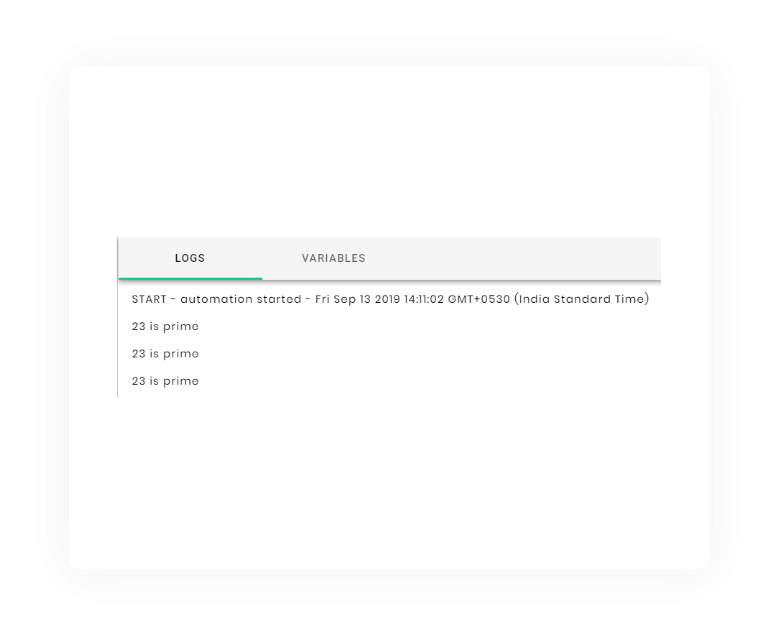 LOGS VARIABLES
START - automation started - Fri Sep 13 2019 14:11:02 GMT+0530 (India Standard Time)
23 is prime
23 is prime
23 is prime